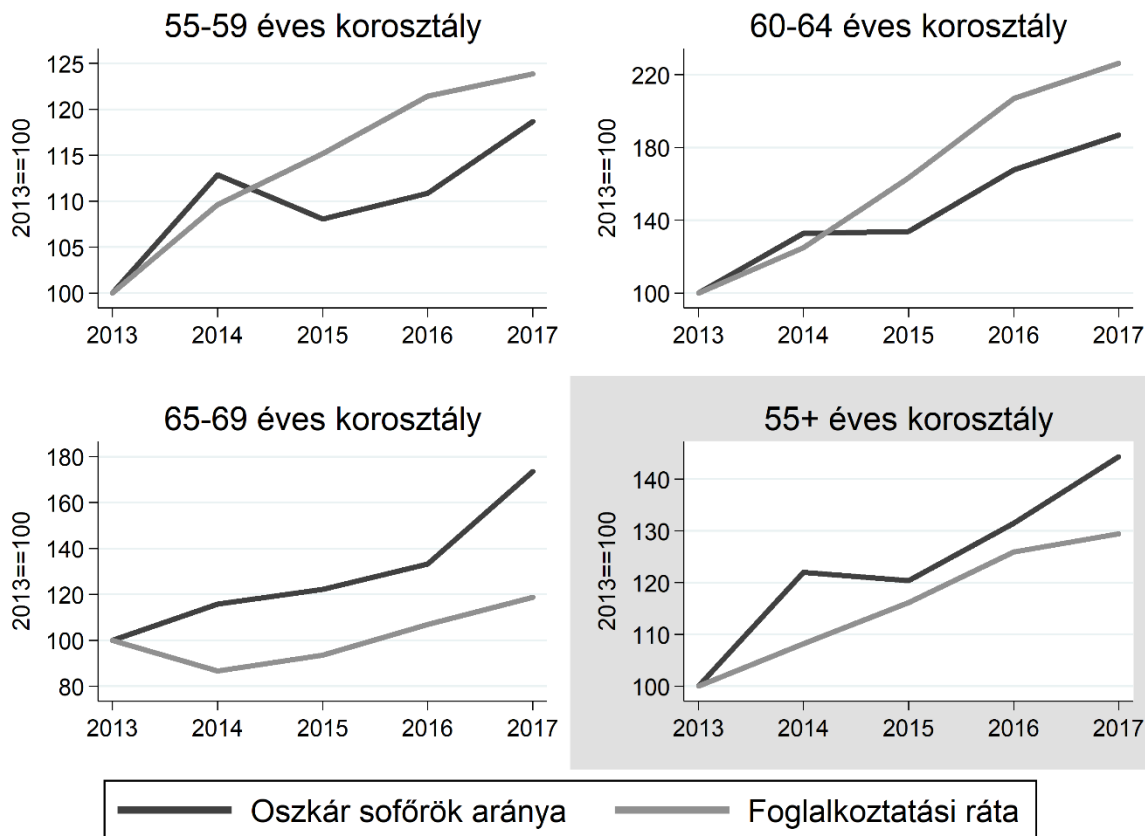 55-59 éves korosztály
2013==100
125
120
115
110
105
100
2013 2014 2015 2016 2017
60-64 éves korosztály
2013==100
220
180
140
100
2013 2014 2015 2016 2017
65-69 éves korosztály
2013==100
180
160
140
120
100
80
2013 2014 2015 2016 2017
55+ éves korosztály
2013==100
140
130
120
110
100
2013 2014 2015 2016 2017
Oszkár sofőrök aránya Foglalkoztatási ráta